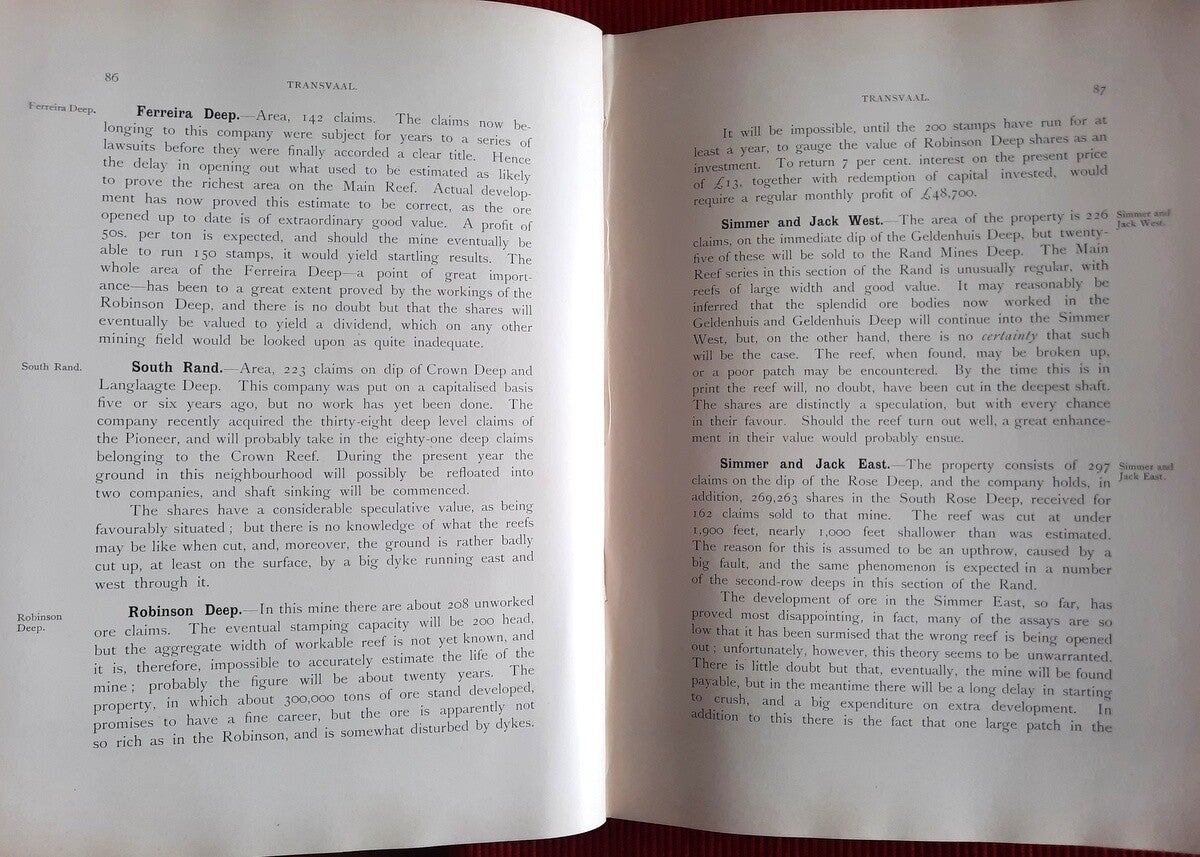 86
TRANSVAAL.
Ferreira Deep.
Ferreira Deep.—Area, 142 claims. The claims now be-
longing to this company were subject for years to a series of
lawsuits before they were finally accorded a clear title. Hence
the delay in opening out what used to be estimated as likely
to prove the richest area on the Main Reef. Actual develop-
ment has now proved this estimate to be correct, as the ore
opened up to date is of extraordinary good value. A profit of
50s. per ton is expected, and should the mine eventually be
able to run 150 stamps, it would yield startling results. The
whole area of the Ferreira Deep—a point of great import-
ance—has been to a great extent proved by the workings of the
Robinson Deep, and there is no doubt but that the shares will
eventually be valued to yield a dividend, which on any other
mining field would be looked upon as quite inadequate.
South Rand.
South Rand.—Area, 223 claims on dip of Crown Deep and
Langlaagte Deep. This company was put on a capitalised basis
five or six years ago, but no work has yet been done. The
company recently acquired the thirty-eight deep level claims of
the Pioneer, and will probably take in the eighty-one deep claims
belonging to the Crown Reef. During the present year the
ground in this neighbourhood will possibly be refloated into
two companies, and shaft sinking will be commenced.
The shares have a considerable speculative value, as being
favourably situated; but there is no knowledge of what the reefs
may be like when cut, and, moreover, the ground is rather badly
cut up, at least on the surface, by a big dyke running east and
west through it.
Robinson
Deep.
Robinson Deep.—In this mine there are about 208 unworked
ore claims. The eventual stamping capacity will be 200 head,
but the aggregate width of workable reef is not yet known, and
it is, therefore, impossible to accurately estimate the life of the
mine; probably the figure will be about twenty years. The
property, in which about 300,000 tons of ore stand developed,
promises to have a fine career, but the ore is apparently not
so rich as in the Robinson, and is somewhat disturbed by dykes.
TRANSVAAL.
87
It will be impossible, until the 200 stamps have run for at
least a year, to gauge the value of Robinson Deep shares as an
investment. To return 7 per cent. interest on the present price
of £13, together with redemption of capital invested, would
require a regular monthly profit of £48,700.
Simmer and Jack West.—The area of the property is 226
claims, on the immediate dip of the Geldenhuis Deep, but twenty-
five of these will be sold to the Rand Mines Deep. The Main
Reef series in this section of the Rand is unusually regular, with
reefs of large width and good value. It may reasonably be
inferred that the splendid ore bodies now worked in the
Geldenhuis and Geldenhuis Deep will continue into the Simmer
West, but, on the other hand, there is no certainty that such
will be the case. The reef, when found, may be broken up,
or a poor patch may be encountered. By the time this is in
print the reef will, no doubt, have been cut in the deepest shaft.
The shares are distinctly a speculation, but with every chance
in their favour. Should the reef turn out well, a great enhance-
ment in their value would probably ensue.
Simmer and
Jack West.
Simmer and Jack East.—The property consists of 297
claims on the dip of the Rose Deep, and the company holds, in
addition, 269,263 shares in the South Rose Deep, received for
162 claims sold to that mine. The reef was cut at under
1,900 feet, nearly 1,000 feet shallower than was estimated.
The reason for this is assumed to be an upthrow, caused by a
big fault, and the same phenomenon is expected in a number
of the second-row deeps in this section of the Rand.
Simmer and
Jack East.
The development of ore in the Simmer East, so far, has
proved most disappointing, in fact, many of the assays are so
low that it has been surmised that the wrong reef is being opened
out; unfortunately, however, this theory seems to be unwarranted.
There is little doubt but that, eventually, the mine will be found
payable, but in the meantime there will be a long delay in starting
to crush, and a big expenditure on extra development. In
addition to this there is the fact that one large patch in the